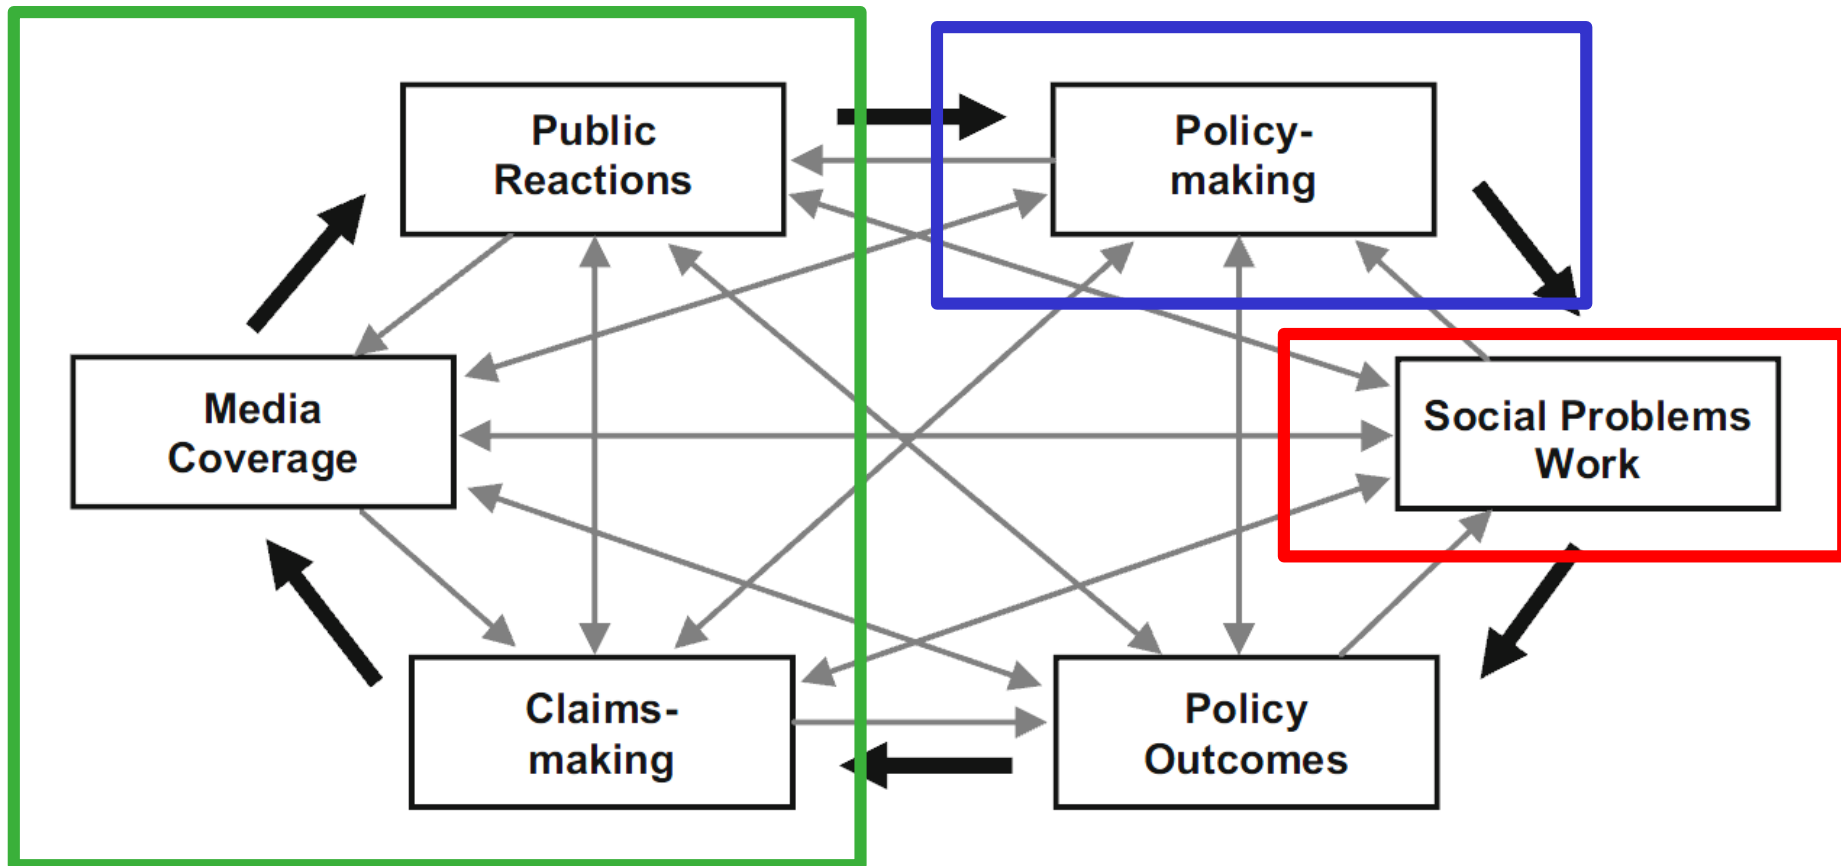 Public
Reactions
Policy-
making
Media
Coverage
Social Problems
Work
Claims-
making
Policy
Outcomes